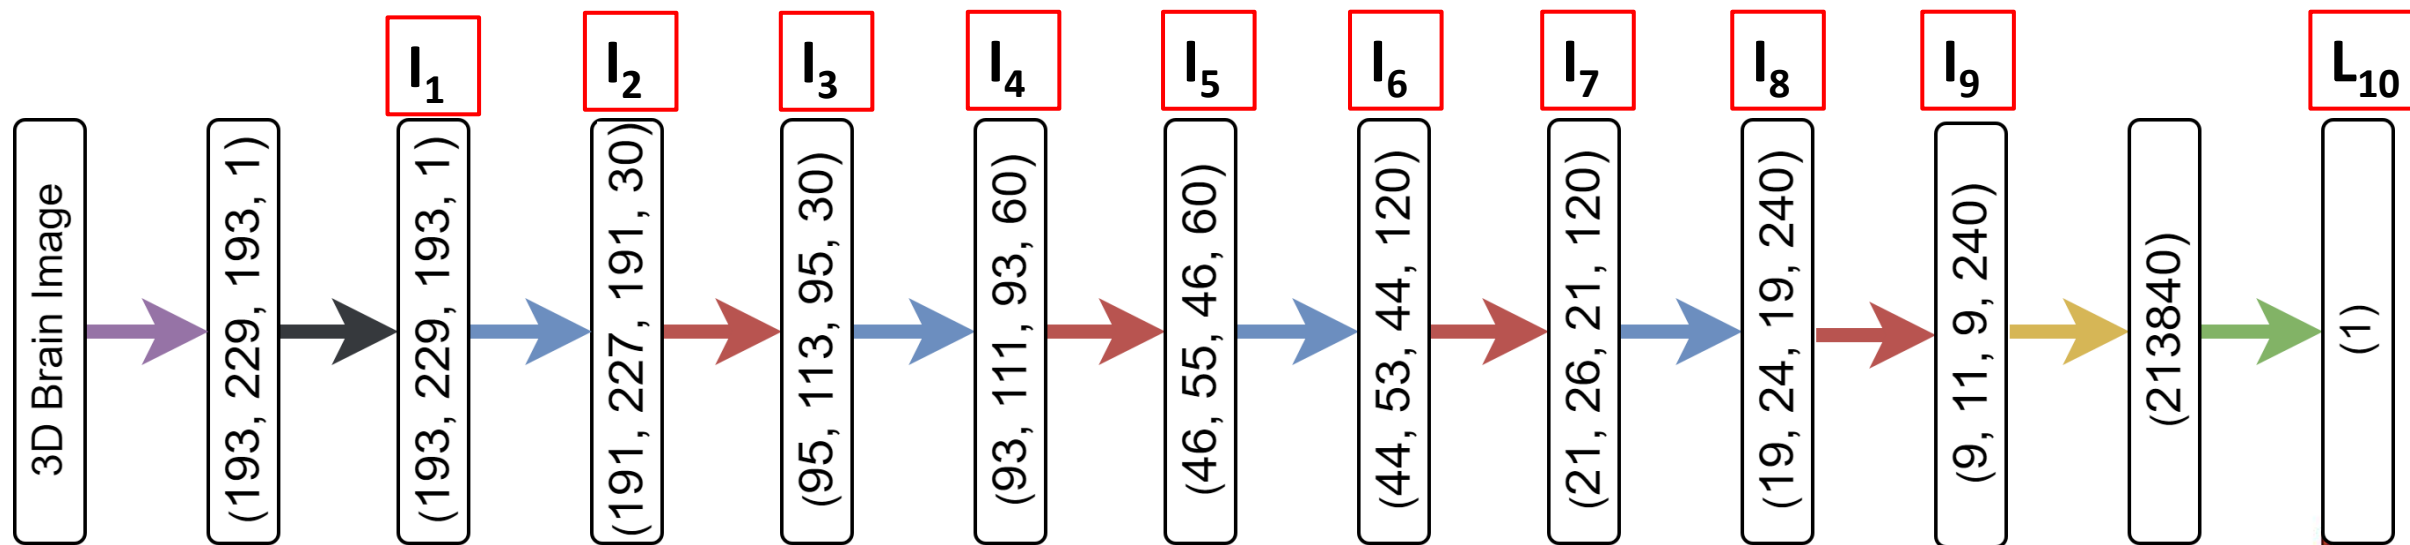 l1
l2
l3
l4
l5
l6
l7
l8
l9
L10
3D Brain Image
(193, 229, 193, 1)
(193, 229, 193, 1)
(191, 227, 191, 30)
(95, 113, 95, 30)
(93, 111, 93, 60)
(46, 55, 46, 60)
(44, 53, 44, 120)
(21, 26, 21, 120)
(19, 24, 19, 240)
(9, 11, 9, 240)
(213840)
(1)